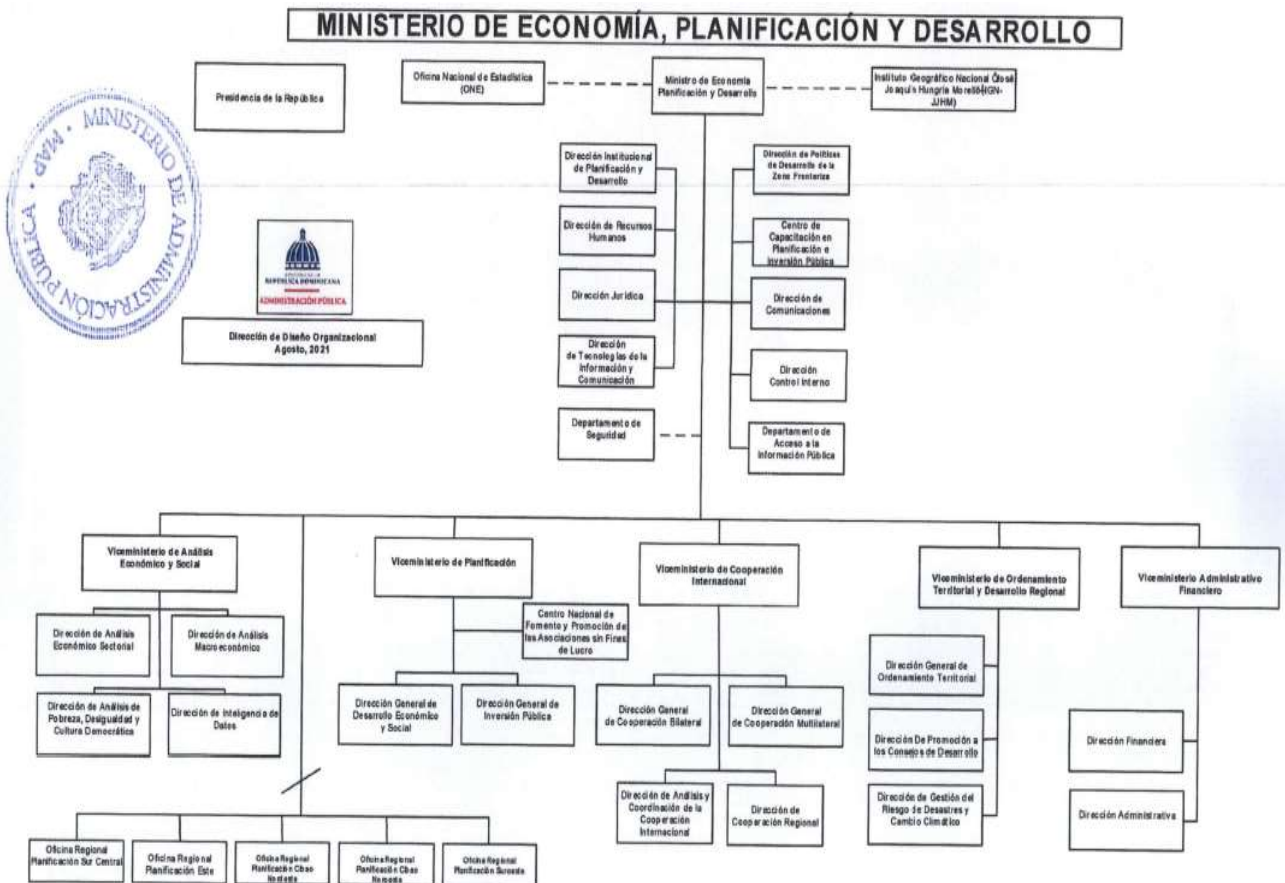 MINISTERIO DE ECONOMÍA, PLANIFICACIÓN Y DESARROLLO
Presidencia de la República
Oficina Nacional de Estadística
(ONE)
Ministro de Economía
Planificación y Desarrollo
Instituto Geográfico Nacional
Joaquín Hungría Morelló
(IGN-
JJHM)
MINISTERIO DE ADMINISTRACIÓN PÚBLICA • MAP •
REPÚBLICA DOMINICANA
ADMINISTRACIÓN PÚBLICA
Dirección de Diseño Organizacional
Agosto, 2021
Dirección Institucional
de Planificación y
Desarrollo
Dirección de Políticas
de Desarrollo de la
Zona Fronteriza
Dirección de Recursos
Humanos
Centro de
Capacitación en
Planificación e
Inversión Pública
Dirección Jurídica
Dirección de
Comunicaciones
Dirección
de Tecnologías de la
Información y
Comunicación
Dirección
Control Interno
Departamento de
Seguridad
Departamento de
Acceso a la
Información Pública
Viceministerio de Análisis
Económico y Social
Viceministerio de Planificación
Viceministerio de Cooperación
Internacional
Viceministerio de Ordenamiento
Territorial y Desarrollo Regional
Viceministerio Administrativo
Financiero
Dirección de Análisis
Económico Sectorial
Dirección de Análisis
Macroeconómico
Dirección de Análisis de
Pobreza, Desigualdad y
Cultura Democrática
Dirección de Inteligencia de
Datos
Centro Nacional de
Fomento y Promoción de
las Asociaciones sin Fines
de Lucro
Dirección General de
Desarrollo Económico
y Social
Dirección General de
Inversión Pública
Dirección General
de Cooperación Bilateral
Dirección General
de Cooperación Multilateral
Dirección de Análisis y
Coordinación de la
Cooperación
Internacional
Dirección de
Cooperación Regional
Dirección General de
Ordenamiento Territorial
Dirección De Promoción a
los Consejos de Desarrollo
Dirección de Gestión del
Riesgo de Desastres y
Cambio Climático
Dirección Financiera
Dirección Administrativa
Oficina Regional
Planificación Sur Central
Oficina Regional
Planificación Este
Oficina Regional
Planificación Cibao
Nordeste
Oficina Regional
Planificación Cibao
Noroeste
Oficina Regional
Planificación Suroeste